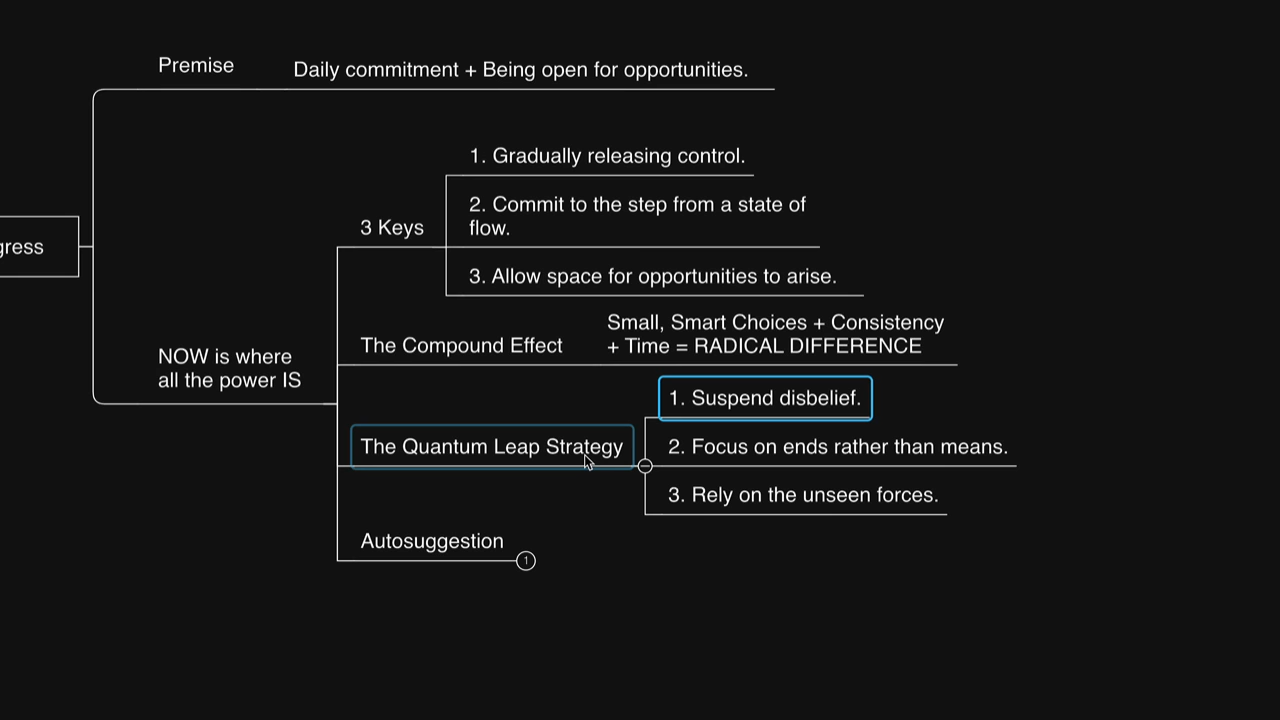 Premise
Daily commitment + Being open for opportunities.
1. Gradually releasing control.
2. Commit to the step from a state of
flow.
3 Keys
3. Allow space for opportunities to arise.
gress
Small, Smart Choices + Consistency
The Compound Effect
+ Time = RADICAL DIFFERENCE
NOW is where
all the power IS
1. Suspend disbelief.
The Quantum Leap Strategy
2. Focus on ends rather than means.
3. Rely on the unseen forces.
Autosuggestion
1